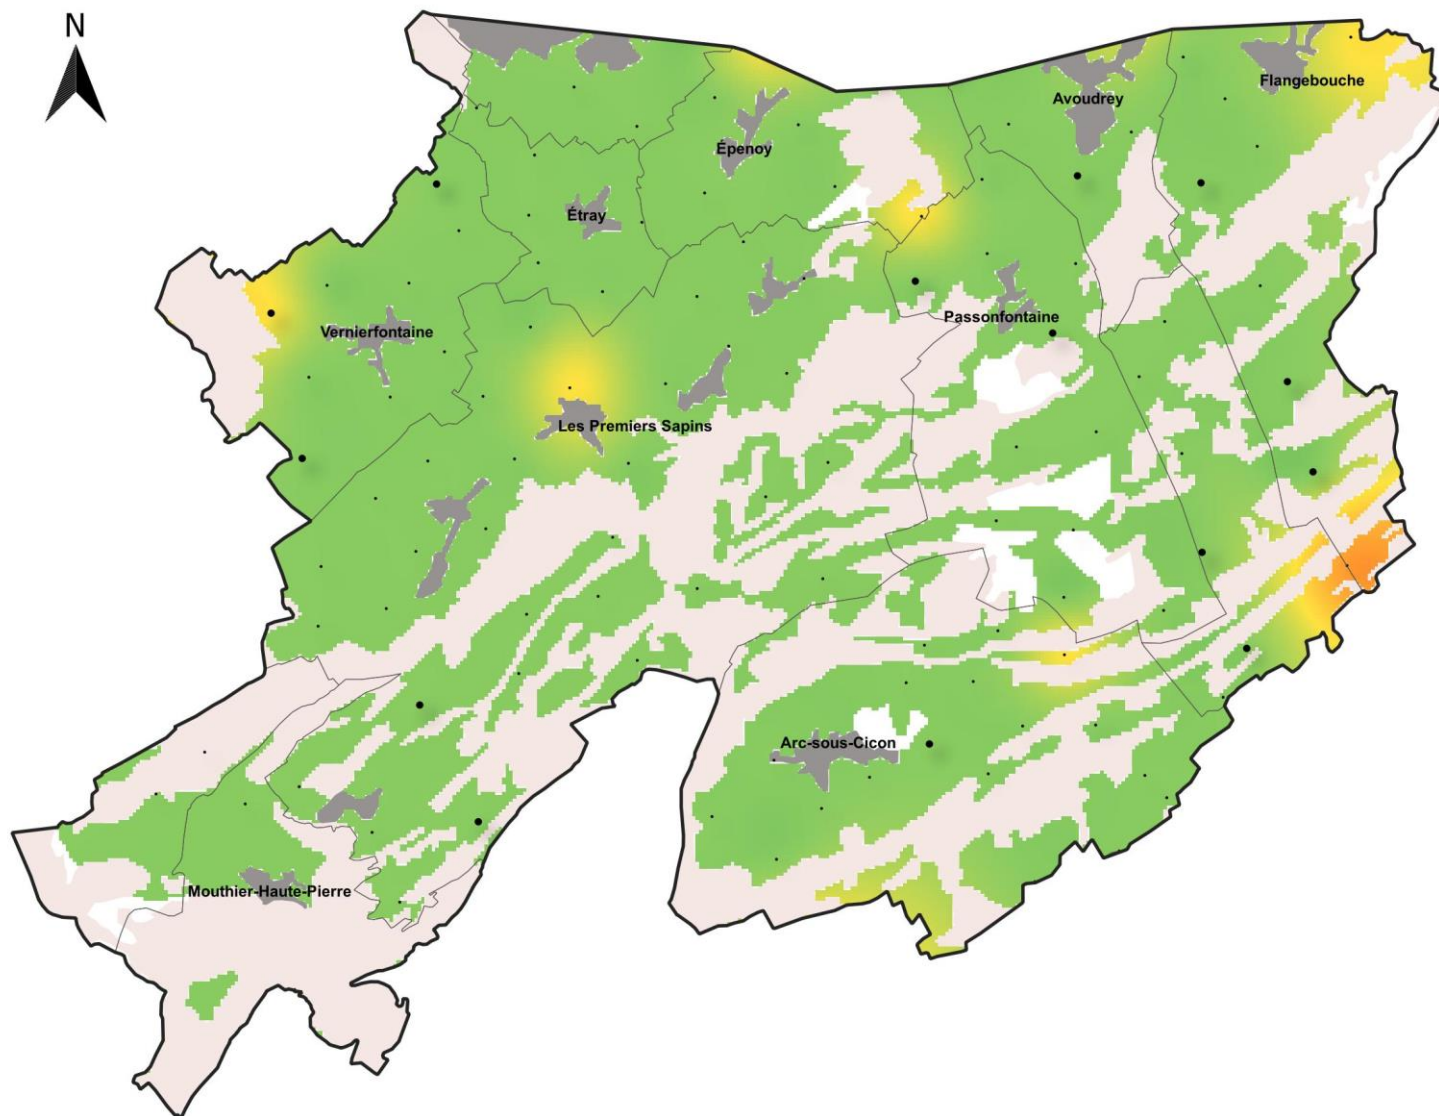 N
Flangebouche
Avoudrey
Épenoy
Étray
Passonfontaine
Vernierfontaine
Les Premiers Sapins
Arc-sous-Cicon
Mouthier-Haute-Pierre